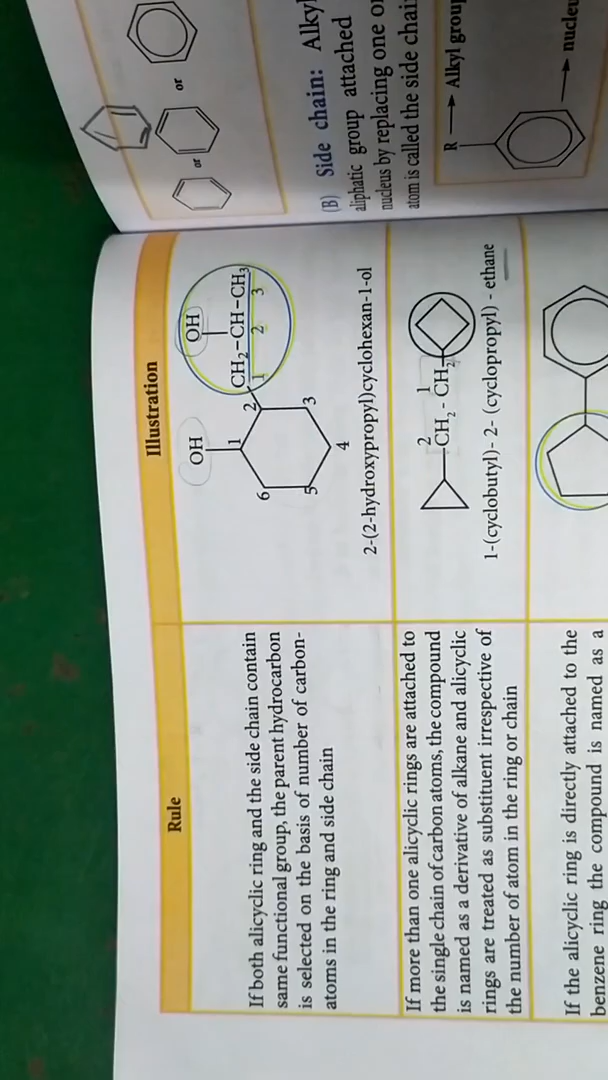 or
or
(B) Side chain: Alkyl
aliphatic group attached
nucleus by replacing one or
atom is called the side chain
R → Alkyl group
Rule
Illustration
If both alicyclic ring and the side chain contain
same functional group, the parent hydrocarbon
is selected on the basis of number of carbon-
atoms in the ring and side chain
OH
OH
CH₂-CH-CH₃
1 2 3
1
2
3
4
5
6
2-(2-hydroxypropyl)cyclohexan-1-ol
If more than one alicyclic rings are attached to
the single chain of carbon atoms, the compound
is named as a derivative of alkane and alicyclic
rings are treated as substituent irrespective of
the number of atom in the ring or chain
2 1
CH₂-CH₂
1-(cyclobutyl)-2-(cyclopropyl)-ethane
If the alicyclic ring is directly attached to the
benzene ring the compound is named as a